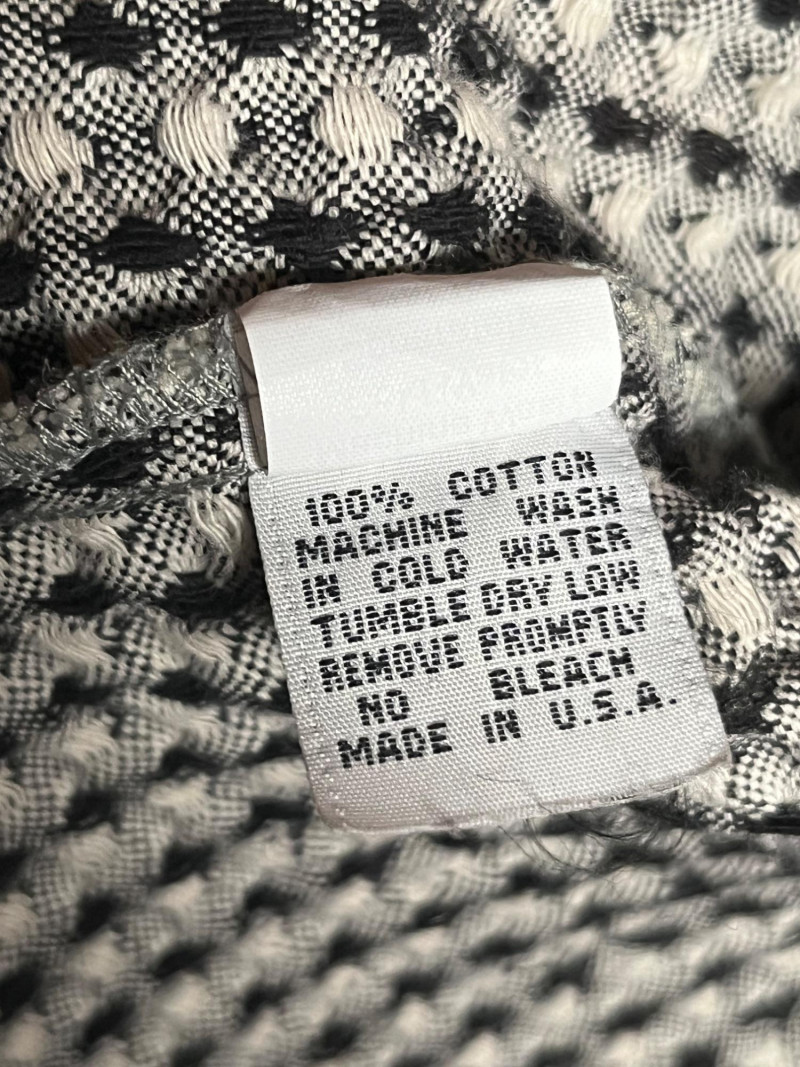 100% COTTON
MACHINE WASH
IN COLD WATER
TUMBLE DRY LOW
REMOVE PROMPTLY
NO BLEACH
MADE IN U.S.A.